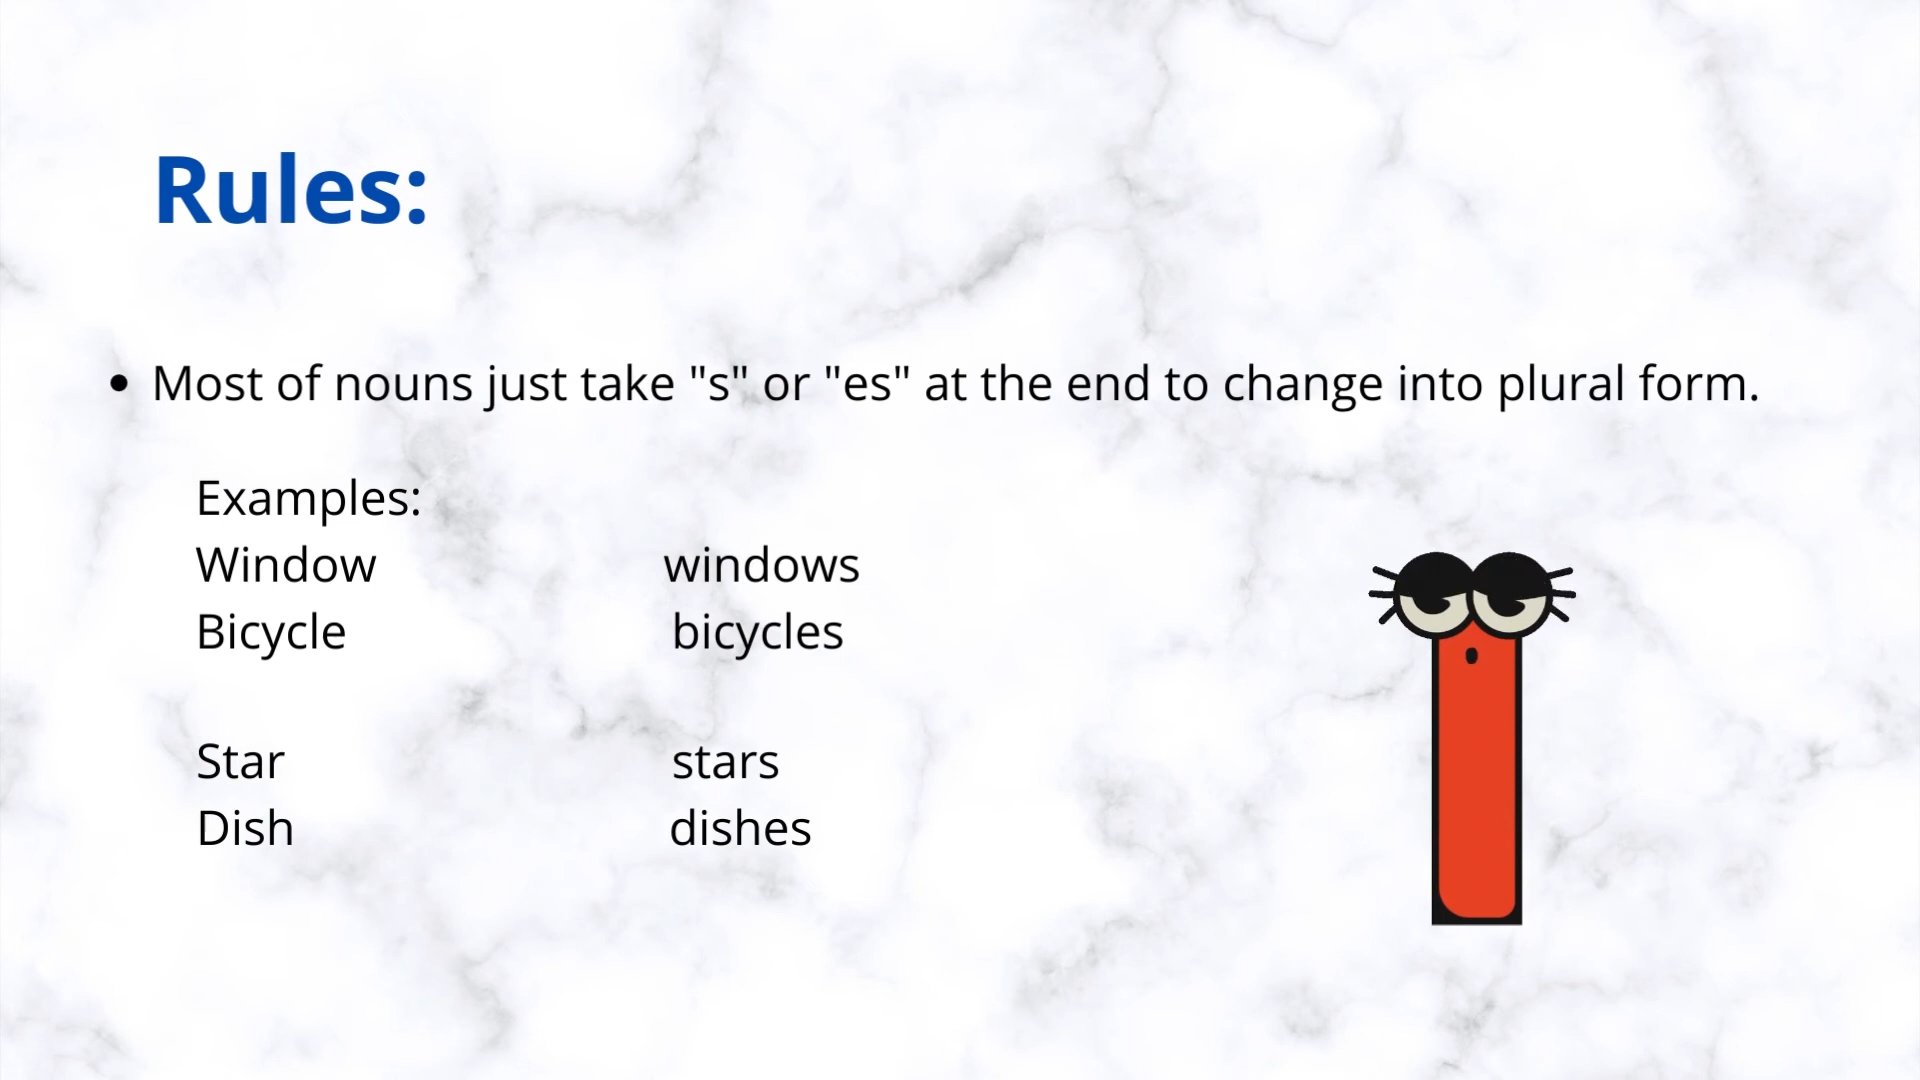 Rules:
• Most of nouns just take "s" or "es" at the end to change into plural form.
Examples:
Window windows
Bicycle bicycles
Star stars
Dish dishes